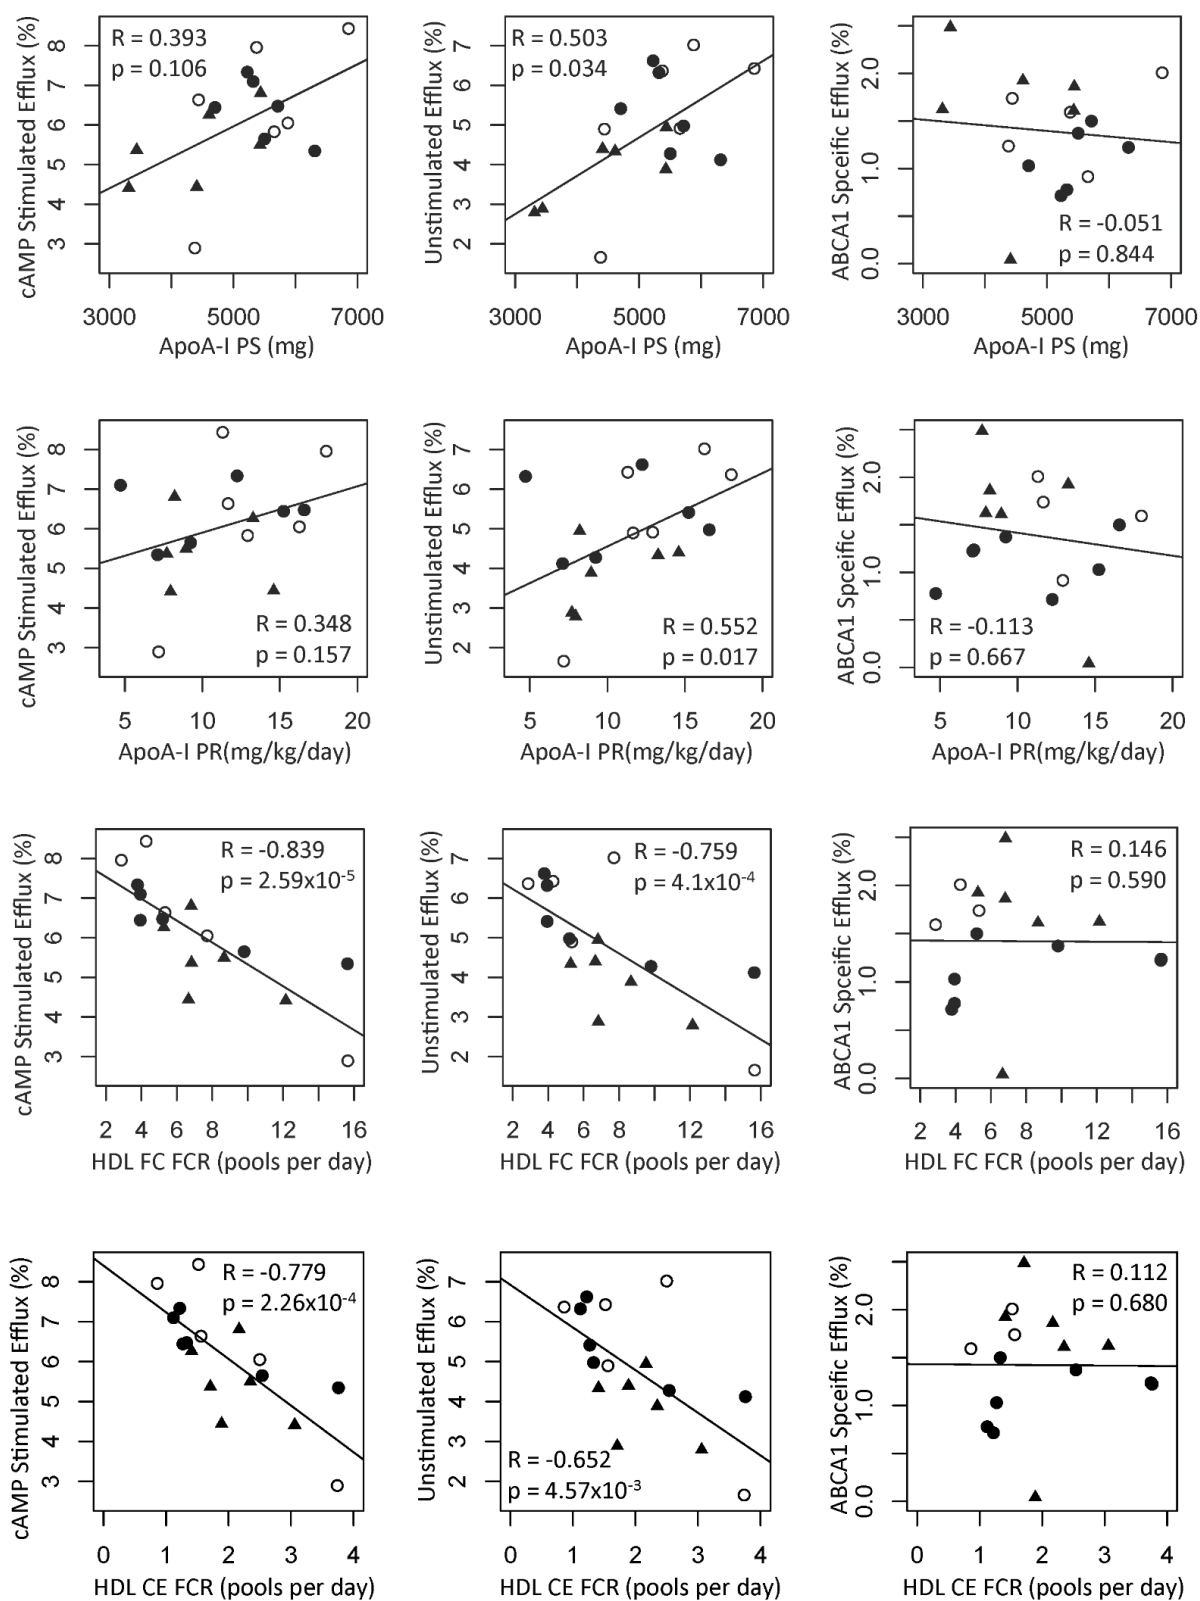 cAMP Stimulated Efflux (%)
8
7
6
5
4
3
R = 0.393
p = 0.106
3000 5000 7000
ApoA-I PS (mg)
Unstimulated Efflux (%)
7
6
5
4
3
2
R = 0.503
p = 0.034
3000 5000 7000
ApoA-I PS (mg)
ABCA1 Spceific Efflux (%)
2.0
1.0
0.0
R = -0.051
p = 0.844
3000 5000 7000
ApoA-I PS (mg)
cAMP Stimulated Efflux (%)
8
7
6
5
4
3
R = 0.348
p = 0.157
5 10 15 20
ApoA-I PR(mg/kg/day)
Unstimulated Efflux (%)
7
6
5
4
3
2
R = 0.552
p = 0.017
5 10 15 20
ApoA-I PR(mg/kg/day)
ABCA1 Spceific Efflux (%)
2.0
1.0
0.0
R = -0.113
p = 0.667
5 10 15 20
ApoA-I PR(mg/kg/day)
cAMP Stimulated Efflux (%)
8
7
6
5
4
3
R = -0.839
p = 2.59x10⁻⁵
2 4 6 8 12 16
HDL FC FCR (pools per day)
Unstimulated Efflux (%)
7
6
5
4
3
2
R = -0.759
p = 4.1x10⁻⁴
2 4 6 8 12 16
HDL FC FCR (pools per day)
ABCA1 Spceific Efflux (%)
2.0
1.0
0.0
R = 0.146
p = 0.590
2 4 6 8 12 16
HDL FC FCR (pools per day)
cAMP Stimulated Efflux (%)
8
7
6
5
4
3
R = -0.779
p = 2.26x10⁻⁴
0 1 2 3 4
HDL CE FCR (pools per day)
Unstimulated Efflux (%)
7
6
5
4
3
2
R = -0.652
p = 4.57x10⁻³
0 1 2 3 4
HDL CE FCR (pools per day)
ABCA1 Spceific Efflux (%)
2.0
1.0
0.0
R = 0.112
p = 0.680
0 1 2 3 4
HDL CE FCR (pools per day)